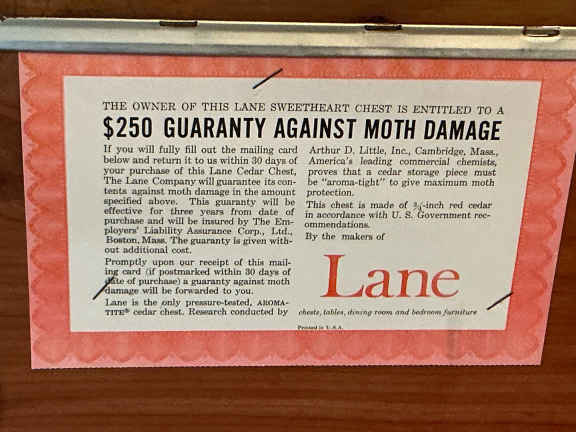 THE OWNER OF THIS LANE SWEETHEART CHEST IS ENTITLED TO A
$250 GUARANTY AGAINST MOTH DAMAGE
If you will fully fill out the mailing card
below and return it to us within 30 days of
your purchase of this Lane Cedar Chest,
The Lane Company will guarantee its con-
tents against moth damage in the amount
specified above. This guaranty will be
effective for three years from date of
purchase and will be insured by The Em-
ployers' Liability Assurance Corp., Ltd.,
Boston, Mass. The guaranty is given with-
out additional cost.
Promptly upon our receipt of this mail-
ing card (if postmarked within 30 days of
date of purchase) a guaranty against moth
damage will be forwarded to you.
Lane is the only pressure-tested, AROMA-
TITE® cedar chest. Research conducted by
Arthur D. Little, Inc., Cambridge, Mass.,
America's leading commercial chemists,
proves that a cedar storage piece must
be "aroma-tight" to give maximum moth
protection.
This chest is made of ¾-inch red cedar
in accordance with U. S. Government rec-
ommendations.
By the makers of
Lane
chests, tables, dining room and bedroom furniture
Printed in U.S.A.